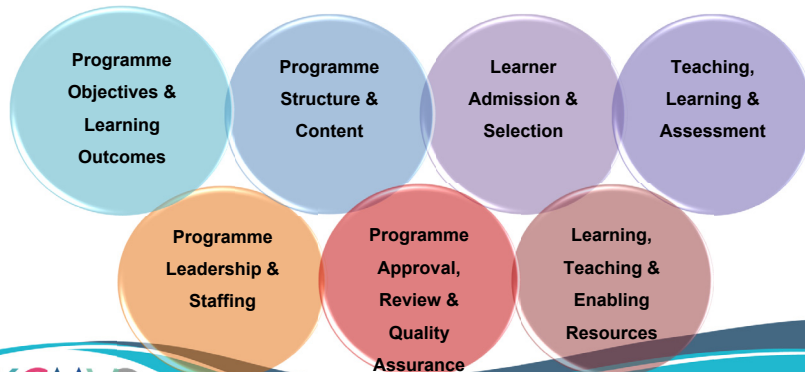 Programme
Objectives &
Learning
Outcomes
Programme
Structure &
Content
Learner
Admission &
Selection
Teaching,
Learning &
Assessment
Programme
Leadership &
Staffing
Programme
Approval,
Review &
Quality
Assurance
Learning,
Teaching &
Enabling
Resources